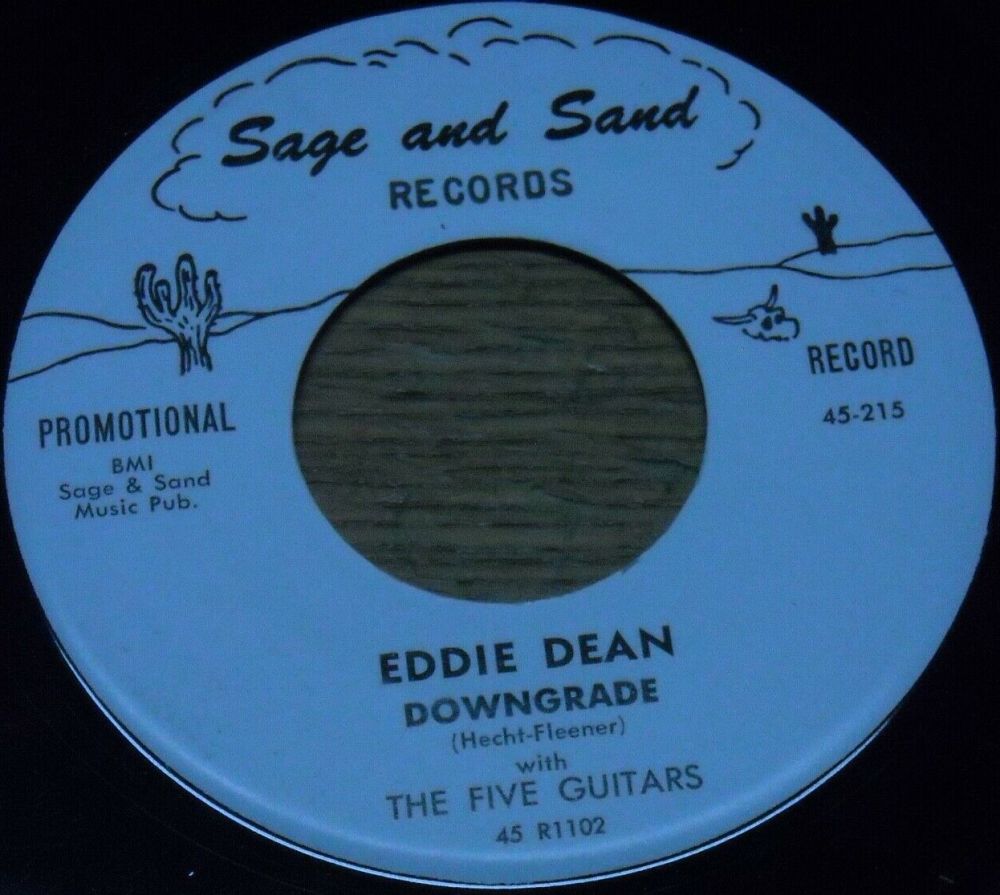 Sage and Sand
RECORDS
RECORD
45-215
PROMOTIONAL
BMI
Sage & Sand
Music Pub.
EDDIE DEAN
DOWNGRADE
(Hecht-Fleener)
with
THE FIVE GUITARS
45 R1102